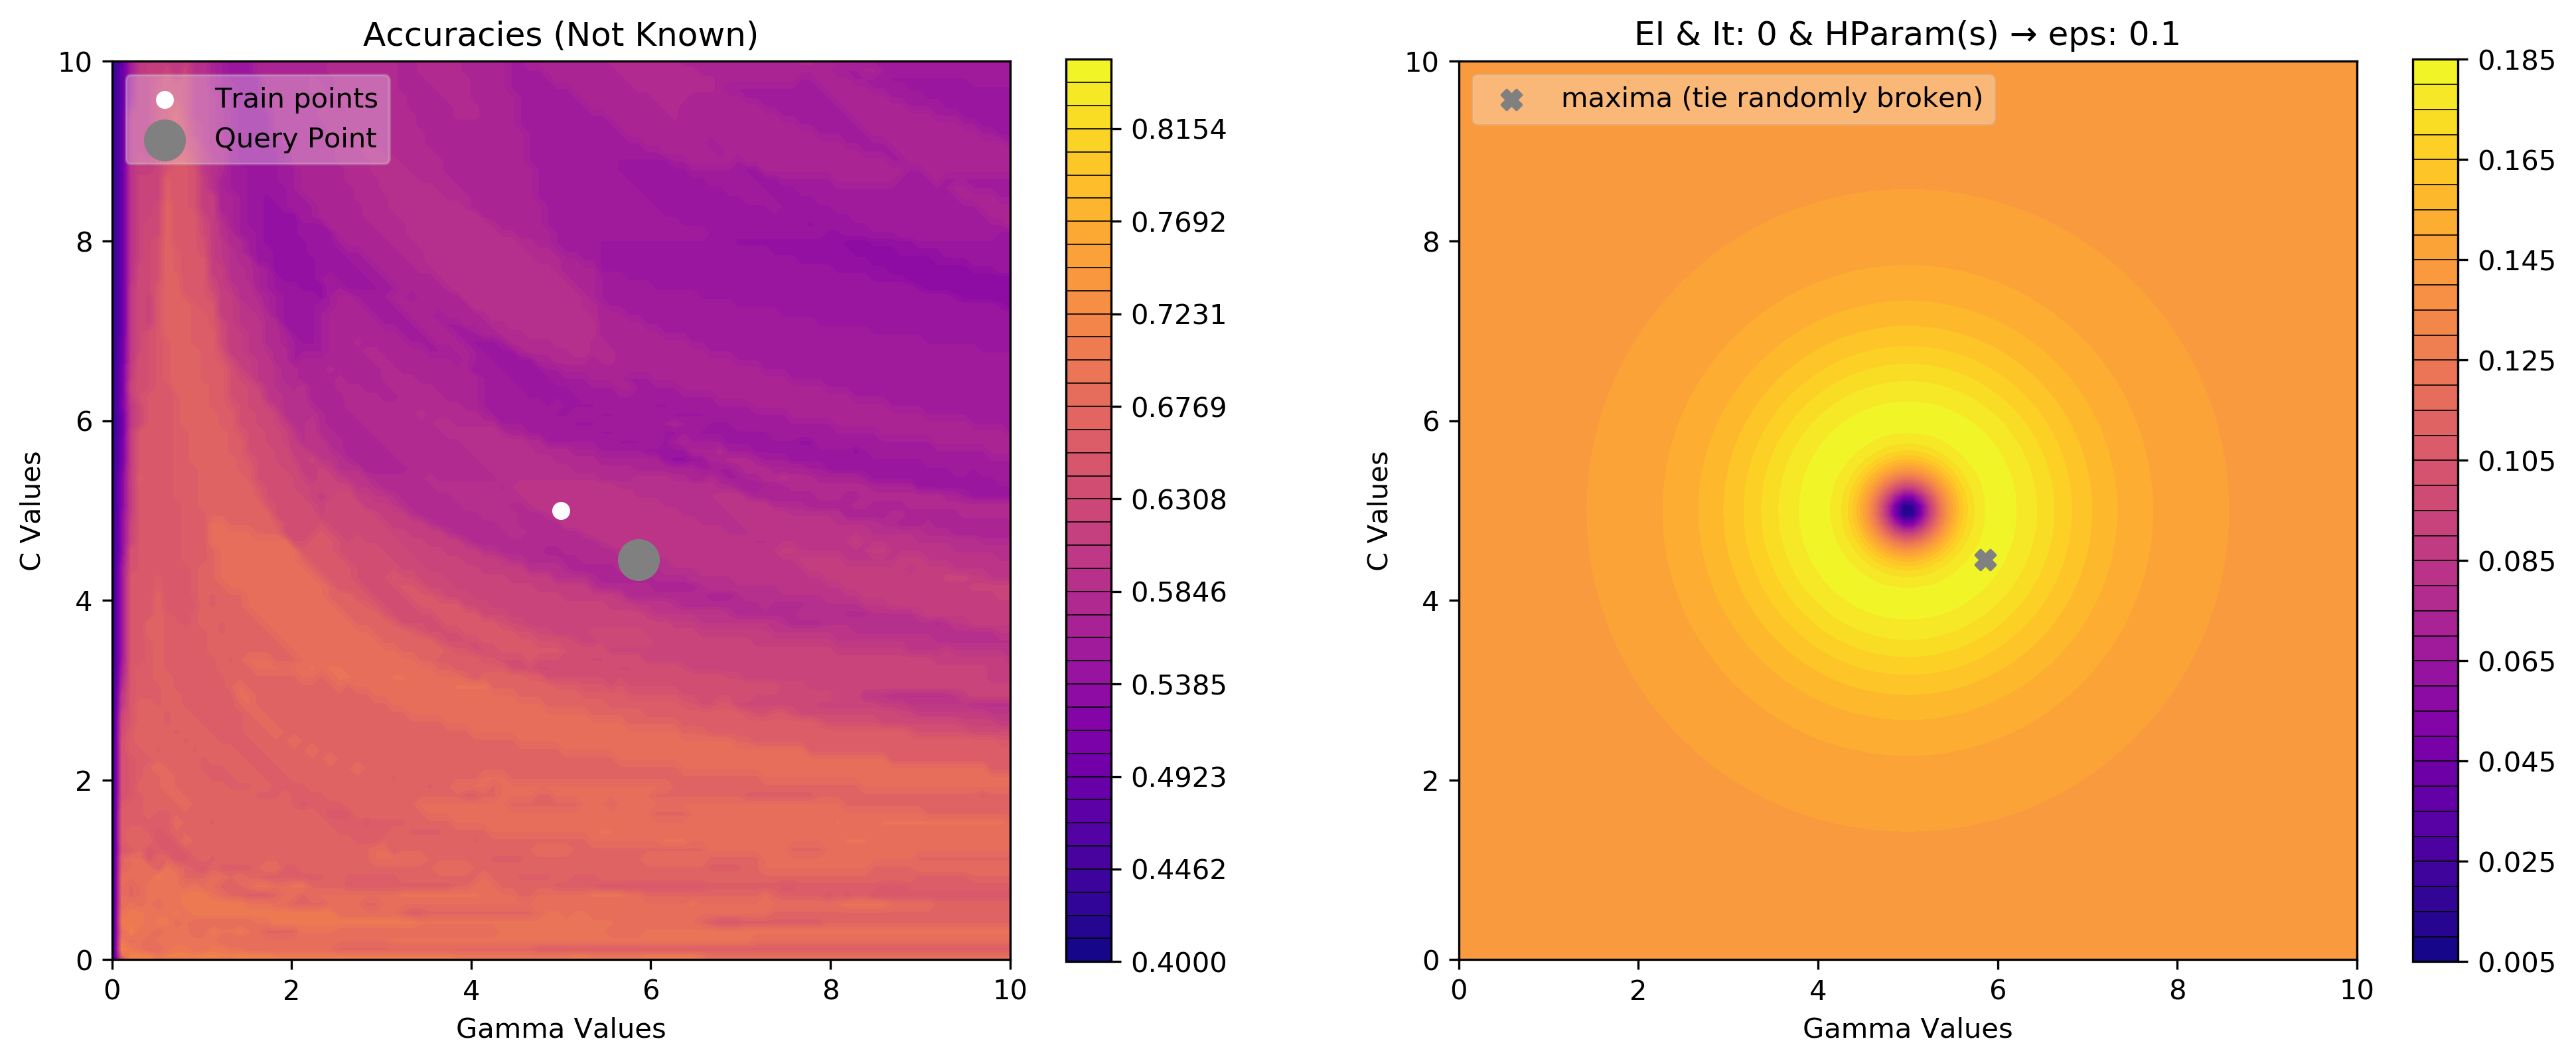 Accuracies (Not Known)
10
8
6
4
2
0
C Values
Train points
Query Point
0 2 4 6 8 10
Gamma Values
0.8154
0.7692
0.7231
0.6769
0.6308
0.5846
0.5385
0.4923
0.4462
0.4000
EI & It: 0 & HParam(s) → eps: 0.1
10
8
6
4
2
0
C Values
maxima (tie randomly broken)
0 2 4 6 8 10
Gamma Values
0.185
0.165
0.145
0.125
0.105
0.085
0.065
0.045
0.025
0.005